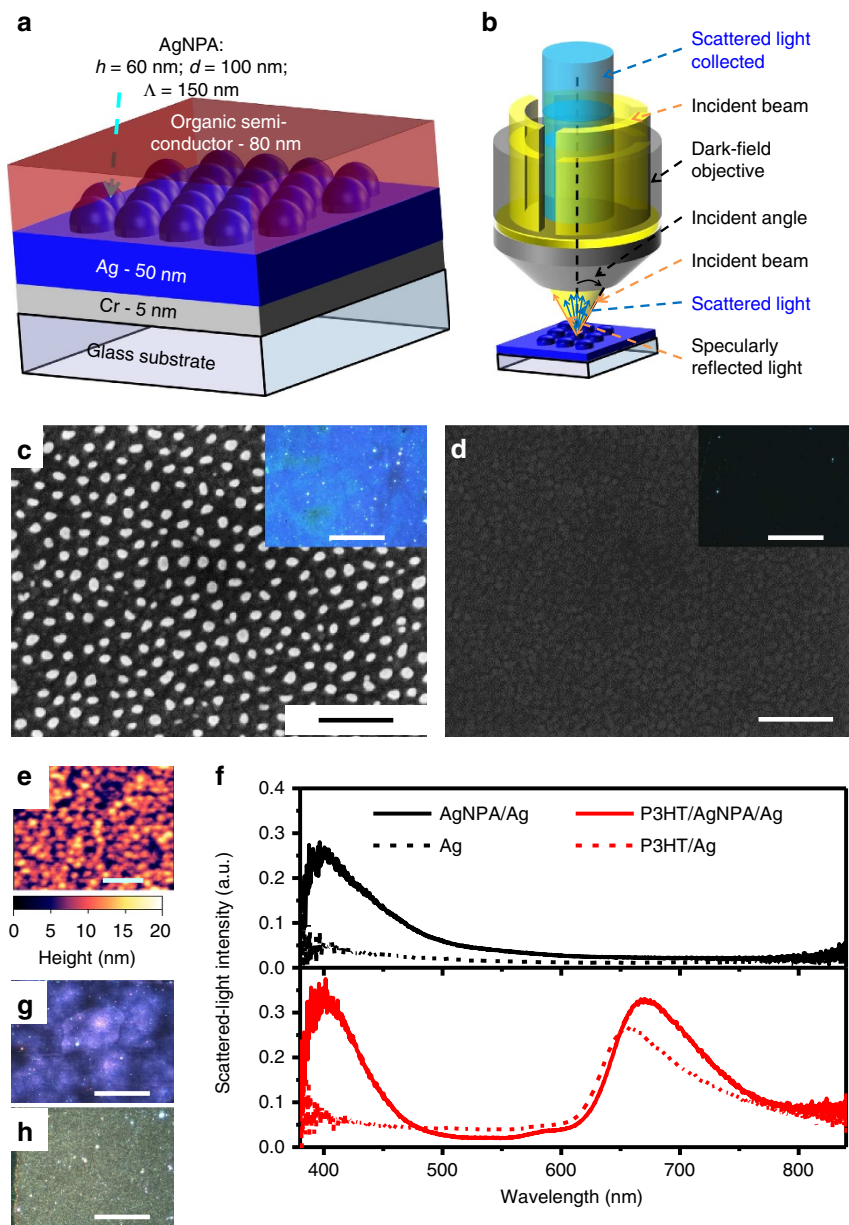 a
AgNPA:
h = 60 nm; d = 100 nm;
Λ = 150 nm
Organic semi-
conductor - 80 nm
Ag - 50 nm
Cr - 5 nm
Glass substrate
b
Scattered light
collected
Incident beam
Dark-field
objective
Incident angle
Incident beam
Scattered light
Specularly
reflected light
c
d
e
0 5 10 15 20
Height (nm)
g
h
f
Scattered-light intensity (a.u.)
0.4
0.3
0.2
0.1
0.0
AgNPA/Ag
Ag
P3HT/AgNPA/Ag
P3HT/Ag
0.3
0.2
0.1
0.0
400 500 600 700 800
Wavelength (nm)